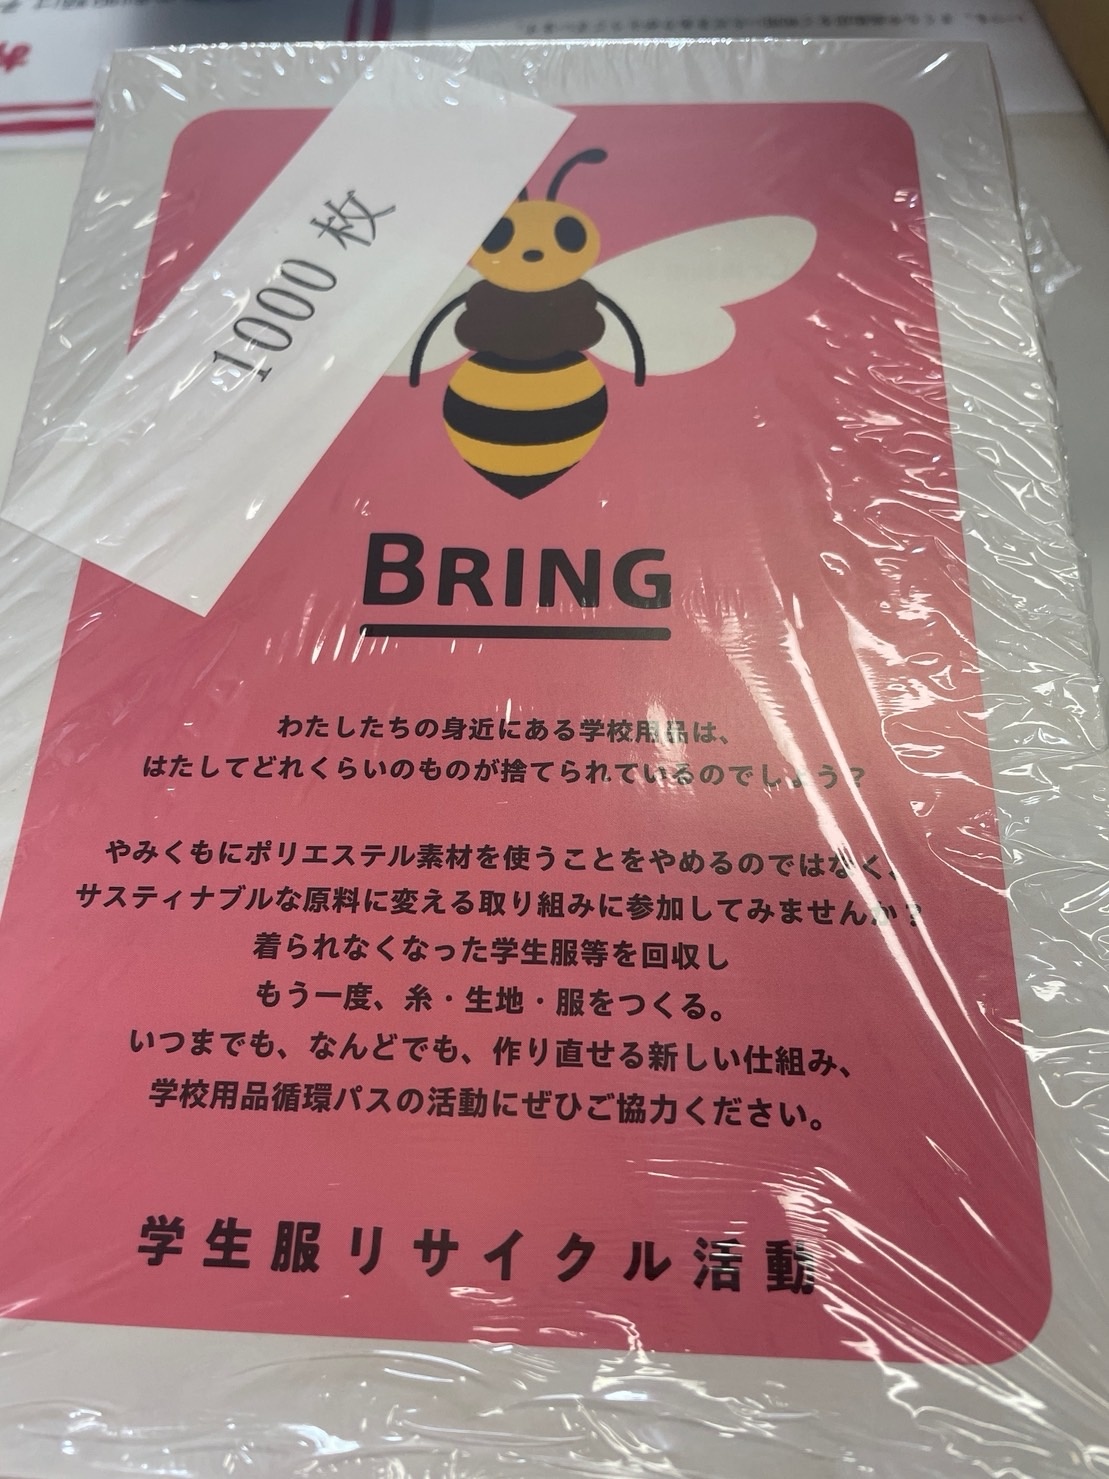 1000 枚
BRING
わたしたちの身近にある学校用品は、
はたしてどれくらいのものが捨てられているのでしょう?
やみくもにポリエステル素材を使うことをやめるのではなく、
サスティナブルな原料に変える取り組みに参加してみませんか?
着られなくなった学生服等を回収し
もう一度、糸・生地・服をつくる。
いつまでも、なんどでも、作り直せる新しい仕組み、
学校用品循環パスの活動にぜひご協力ください。
学生服リサイクル活動